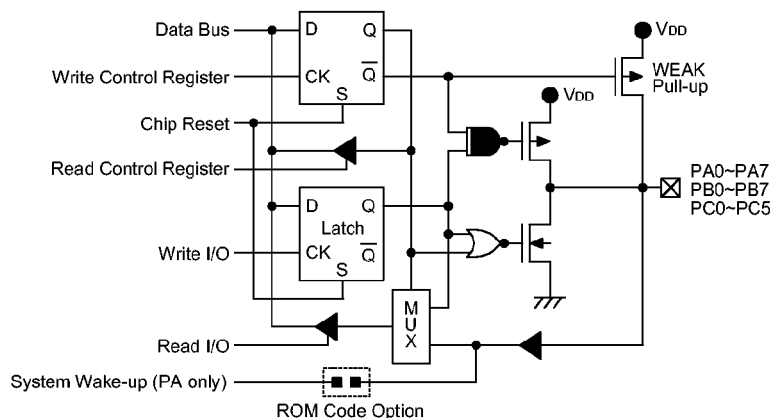 Data Bus
Write Control Register
Chip Reset
Read Control Register
Write I/O
Read I/O
System Wake-up (PA only)
D
Q
CK
Q
S
D
Q
Latch
CK
Q
S
MUX
ROM Code Option
VDD
VDD
WEAK
Pull-up
PA0~PA7
PB0~PB7
PC0~PC5